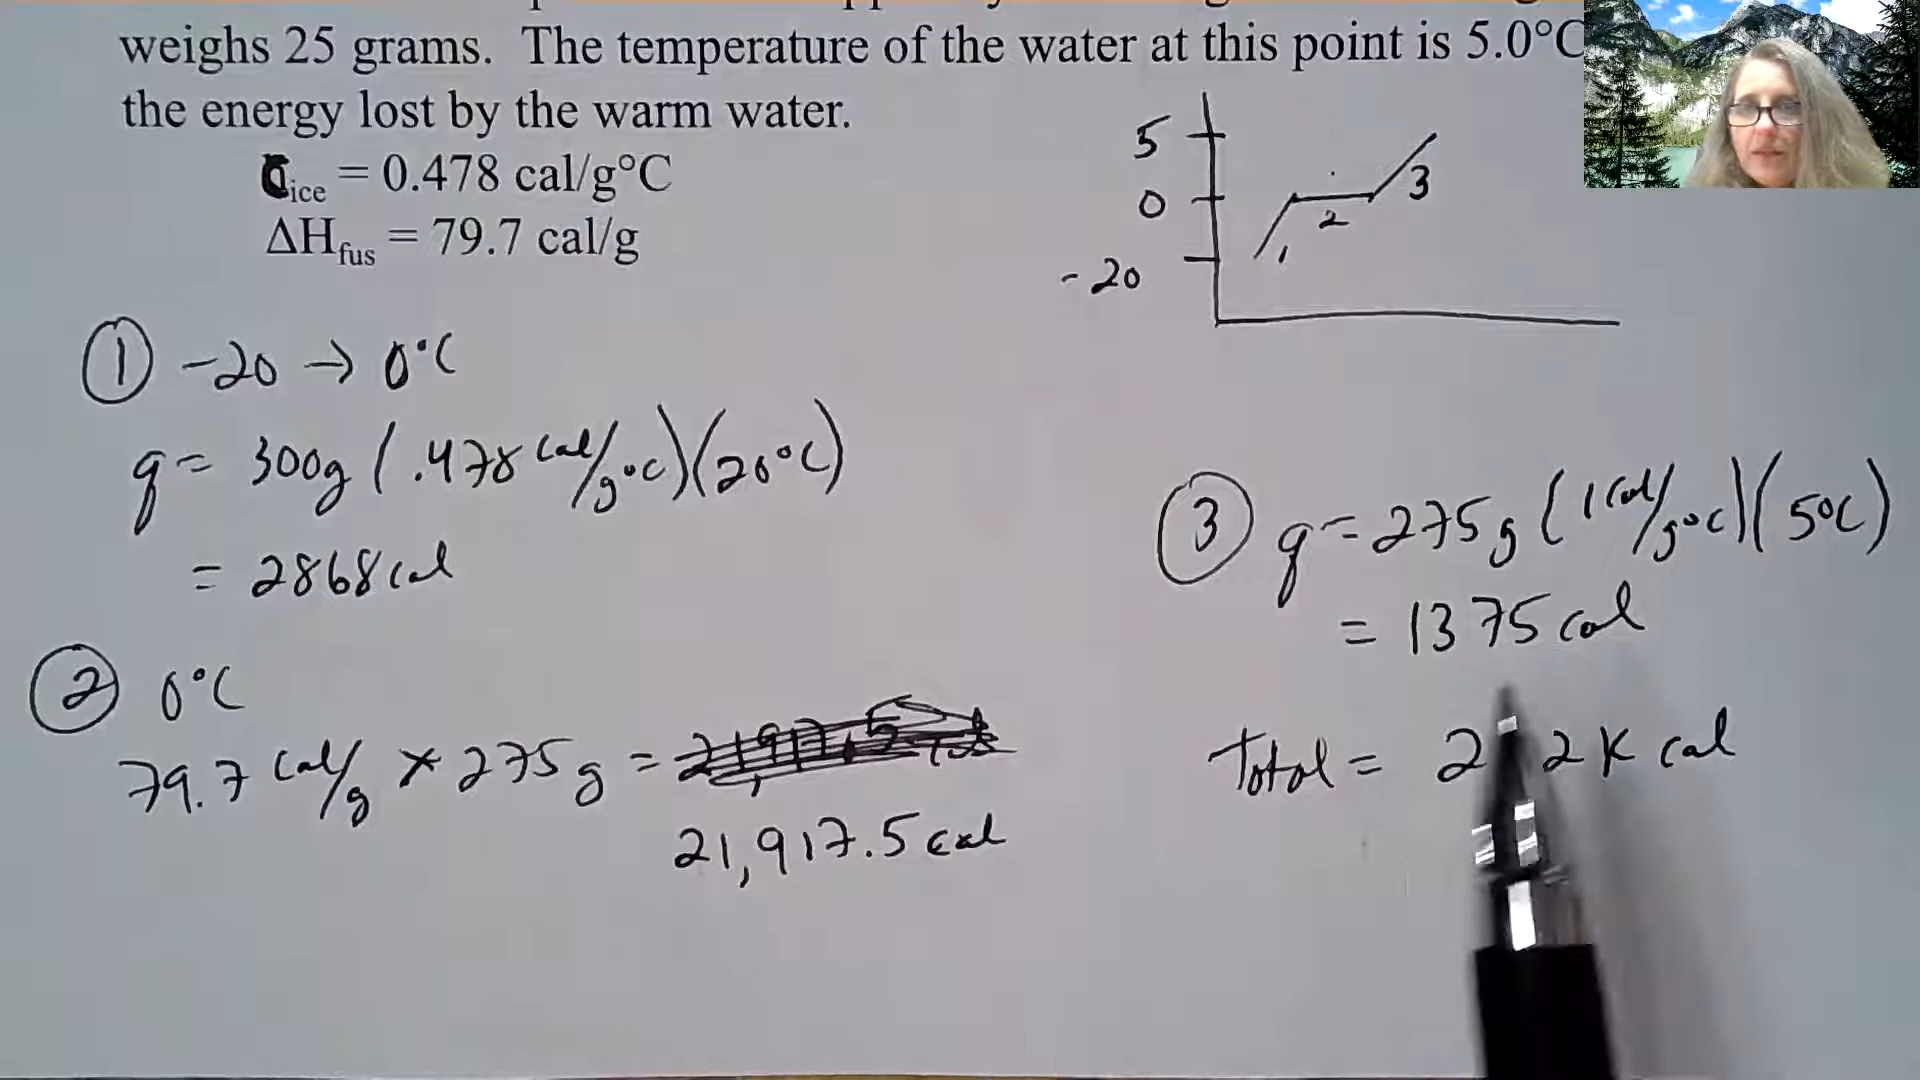 weighs 25 grams. The temperature of the water at this point is 5.0°C
the energy lost by the warm water.
Cice = 0.478 cal/g°C
ΔHfus = 79.7 cal/g
5
0
-20
1
2
3
① -20 → 0°C
q = 300g (.478 cal/g°C)(20°C)
= 2868 cal
② 0°C
79.7 cal/g × 275g =
21,917.5 cal
③ q = 275g (1 cal/g°C)(5°C)
= 1375 cal
Total = 2 2 K cal